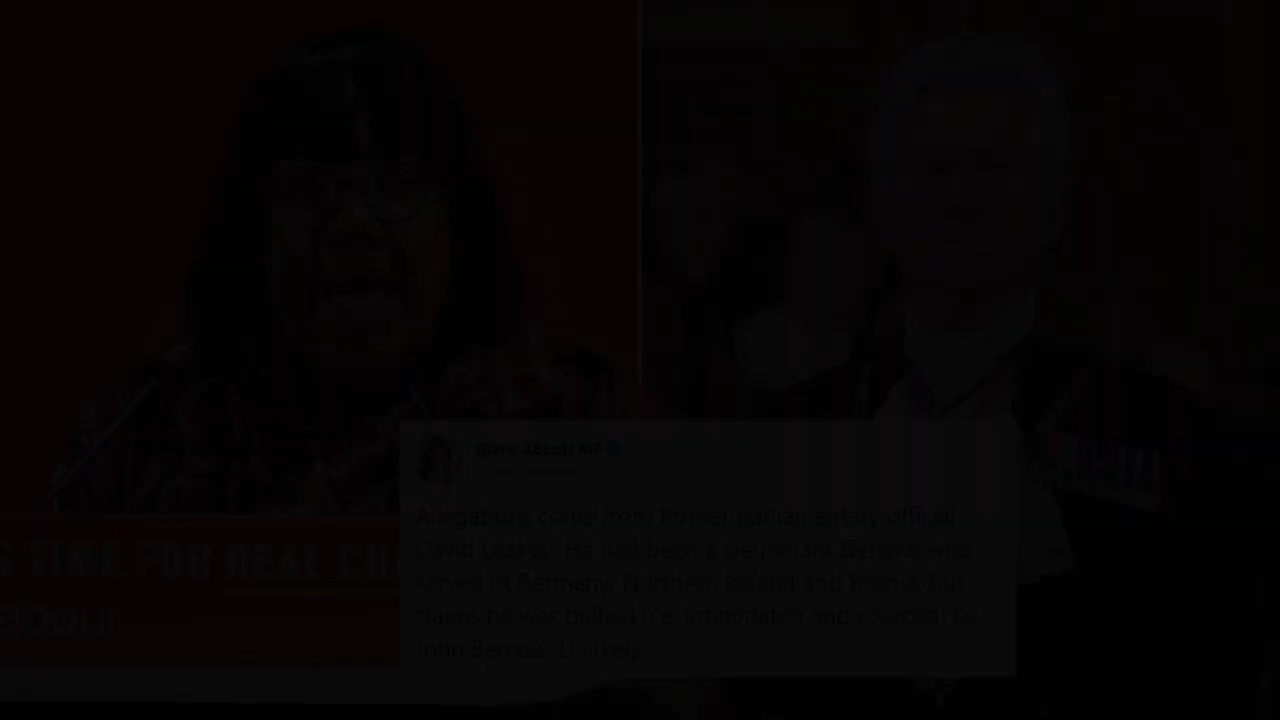 TIME FOR REAL
Labour
Diane Abbott MP
Allegations come from former parliamentary official
David Leakey. He had been a Lieutenant General who
served in Germany, Northern Ireland and Bosnia, but
claims he was bullied (i.e. intimidated and coerced) by
John Bercow. Unlikely